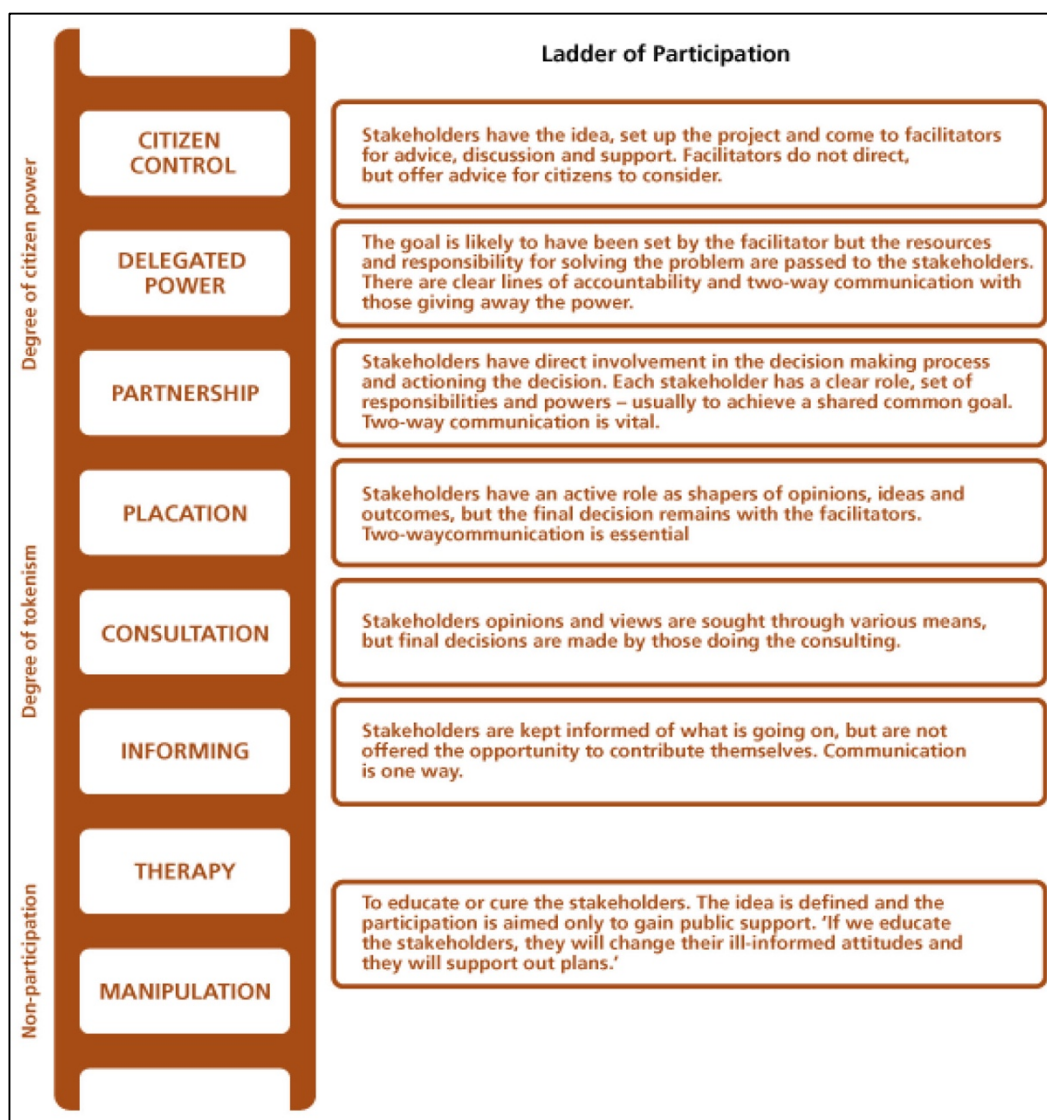 Ladder of Participation
Degree of citizen power
CITIZEN
CONTROL
Stakeholders have the idea, set up the project and come to facilitators
for advice, discussion and support. Facilitators do not direct,
but offer advice for citizens to consider.
DELEGATED
POWER
The goal is likely to have been set by the facilitator but the resources
and responsibility for solving the problem are passed to the stakeholders.
There are clear lines of accountability and two-way communication with
those giving away the power.
PARTNERSHIP
Stakeholders have direct involvement in the decision making process
and actioning the decision. Each stakeholder has a clear role, set of
responsibilities and powers – usually to achieve a shared common goal.
Two-way communication is vital.
Degree of tokenism
PLACATION
Stakeholders have an active role as shapers of opinions, ideas and
outcomes, but the final decision remains with the facilitators.
Two-waycommunication is essential
CONSULTATION
Stakeholders opinions and views are sought through various means,
but final decisions are made by those doing the consulting.
INFORMING
Stakeholders are kept informed of what is going on, but are not
offered the opportunity to contribute themselves. Communication
is one way.
Non-participation
THERAPY
MANIPULATION
To educate or cure the stakeholders. The idea is defined and the
participation is aimed only to gain public support. ‘If we educate
the stakeholders, they will change their ill-informed attitudes and
they will support out plans.’